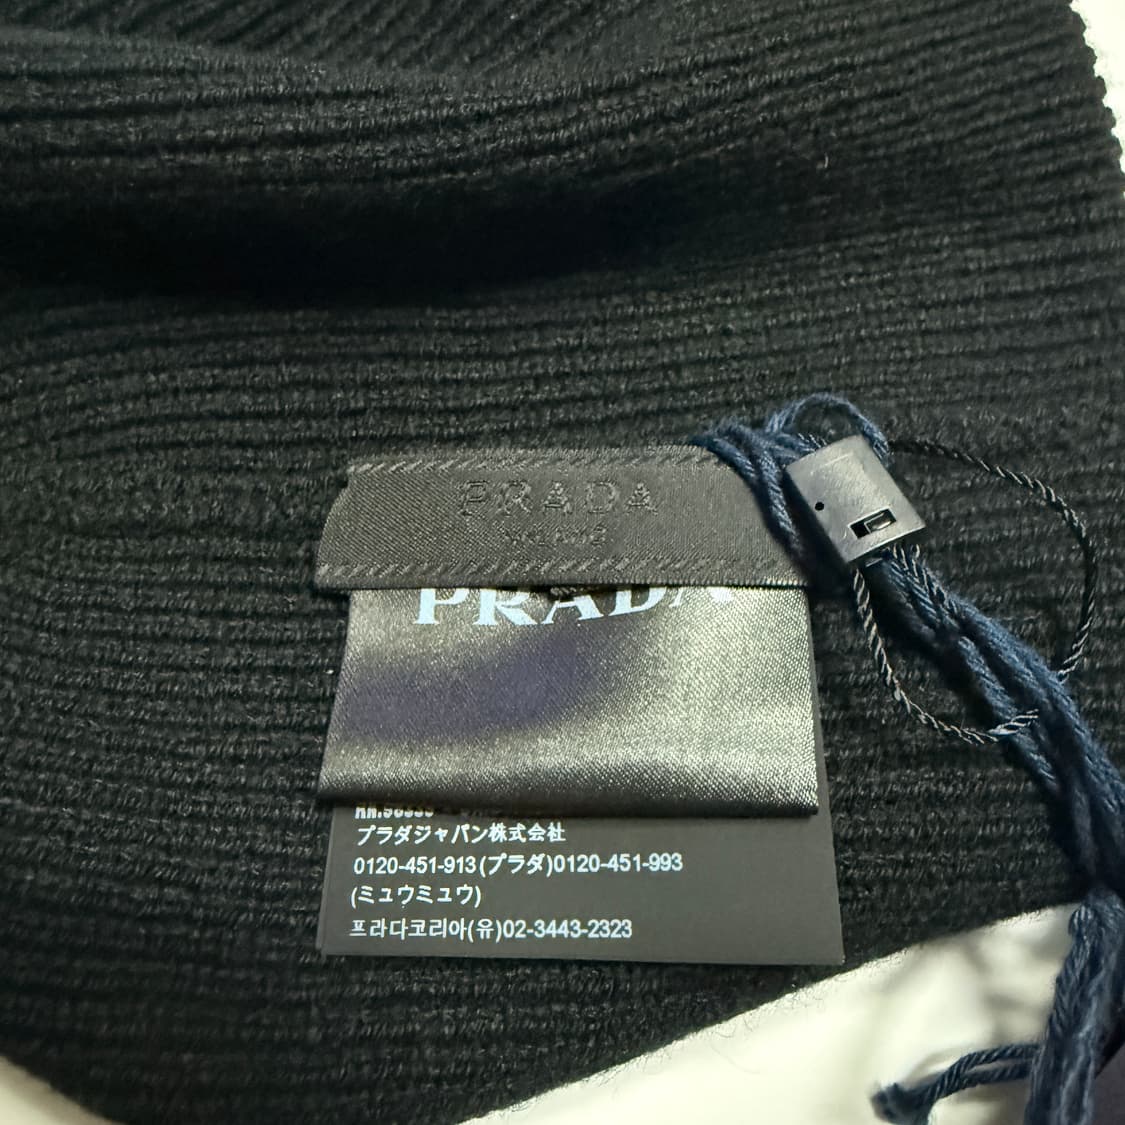 PRADA
MILANO
PRADA
プラダジャパン株式会社
0120-451-913(プラダ)0120-451-993
(ミュウミュウ)
프라다코리아(유)02-3443-2323